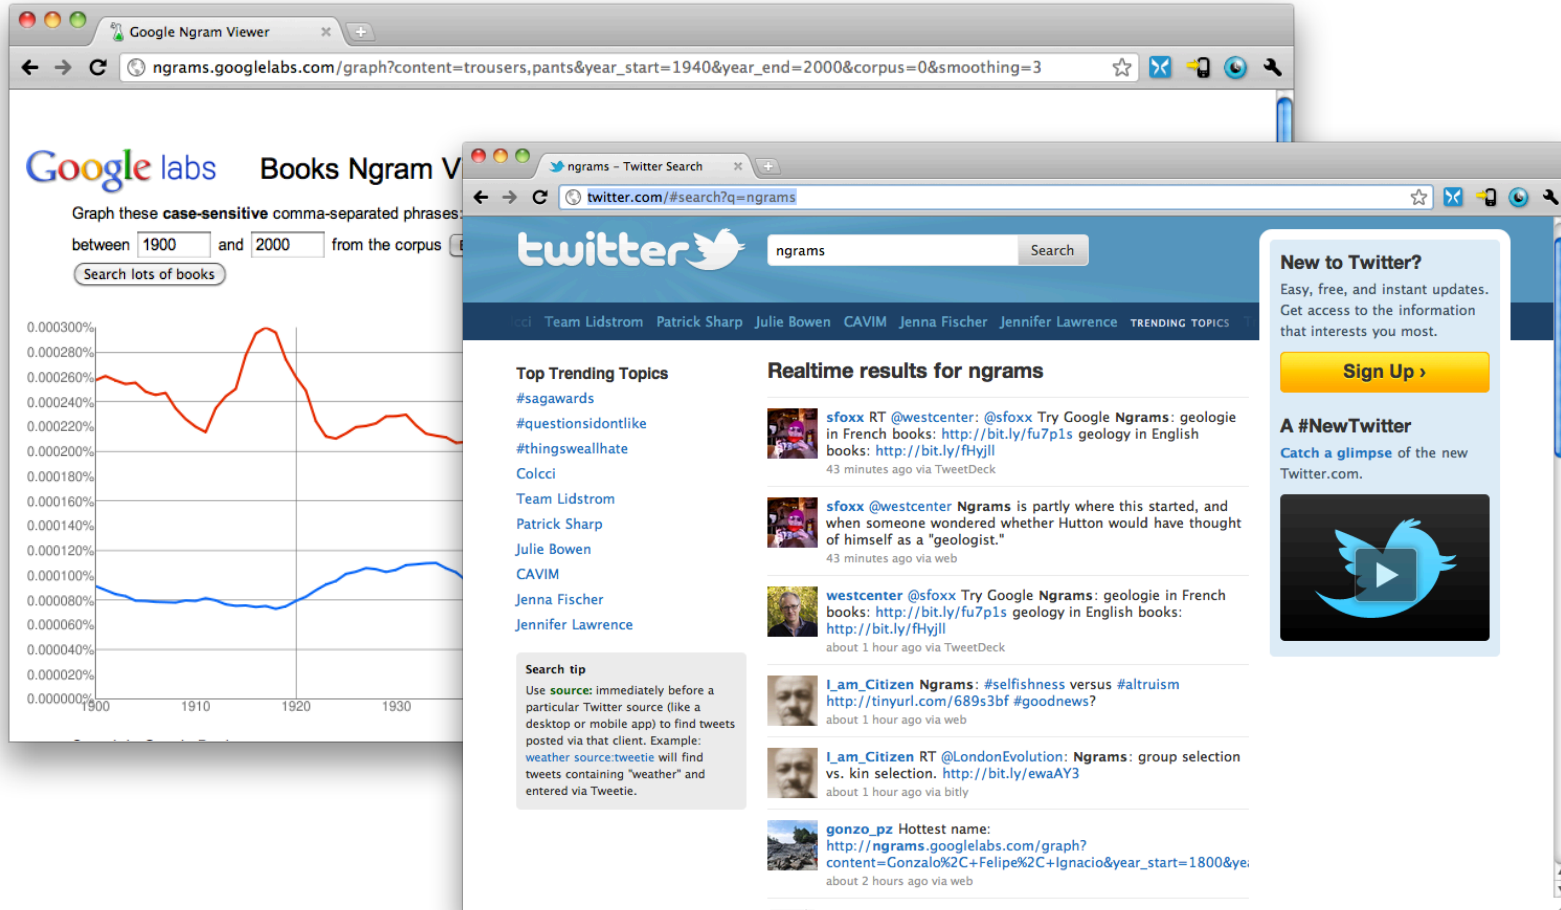 Google Ngram Viewer
ngrams.googlelabs.com/graph?content=trousers,pants&year_start=1940&year_end=2000&corpus=0&smoothing=3
Google labs
Books Ngram V
Graph these case-sensitive comma-separated phrases:
between 1900 and 2000 from the corpus
Search lots of books
0.000300%
0.000280%
0.000260%
0.000240%
0.000220%
0.000200%
0.000180%
0.000160%
0.000140%
0.000120%
0.000100%
0.000080%
0.000060%
0.000040%
0.000020%
0.000000%
1900 1910 1920 1930
ngrams – Twitter Search
twitter.com/#search?q=ngrams
twitter
ngrams Search
cci Team Lidstrom Patrick Sharp Julie Bowen CAVIM Jenna Fischer Jennifer Lawrence TRENDING TOPICS
Top Trending Topics
#sagawards
#questionsidontlike
#thingsweallhate
Colcci
Team Lidstrom
Patrick Sharp
Julie Bowen
CAVIM
Jenna Fischer
Jennifer Lawrence
Search tip
Use source: immediately before a
particular Twitter source (like a
desktop or mobile app) to find tweets
posted via that client. Example:
weather source:tweetie will find
tweets containing "weather" and
entered via Tweetie.
Realtime results for ngrams
sfoxx RT @westcenter: @sfoxx Try Google Ngrams: geologie
in French books: http://bit.ly/fu7p1s geology in English
books: http://bit.ly/fHyjll
43 minutes ago via TweetDeck
sfoxx @westcenter Ngrams is partly where this started, and
when someone wondered whether Hutton would have thought
of himself as a "geologist."
43 minutes ago via web
westcenter @sfoxx Try Google Ngrams: geologie in French
books: http://bit.ly/fu7p1s geology in English books:
http://bit.ly/fHyjll
about 1 hour ago via TweetDeck
I_am_Citizen Ngrams: #selfishness versus #altruism
http://tinyurl.com/689s3bf #goodnews?
about 1 hour ago via web
I_am_Citizen RT @LondonEvolution: Ngrams: group selection
vs. kin selection. http://bit.ly/ewaAY3
about 1 hour ago via bitly
gonzo_pz Hottest name:
http://ngrams.googlelabs.com/graph?
content=Gonzalo%2C+Felipe%2C+Ignacio&year_start=1800&ye
about 2 hours ago via web
New to Twitter?
Easy, free, and instant updates.
Get access to the information
that interests you most.
Sign Up ›
A #NewTwitter
Catch a glimpse of the new
Twitter.com.